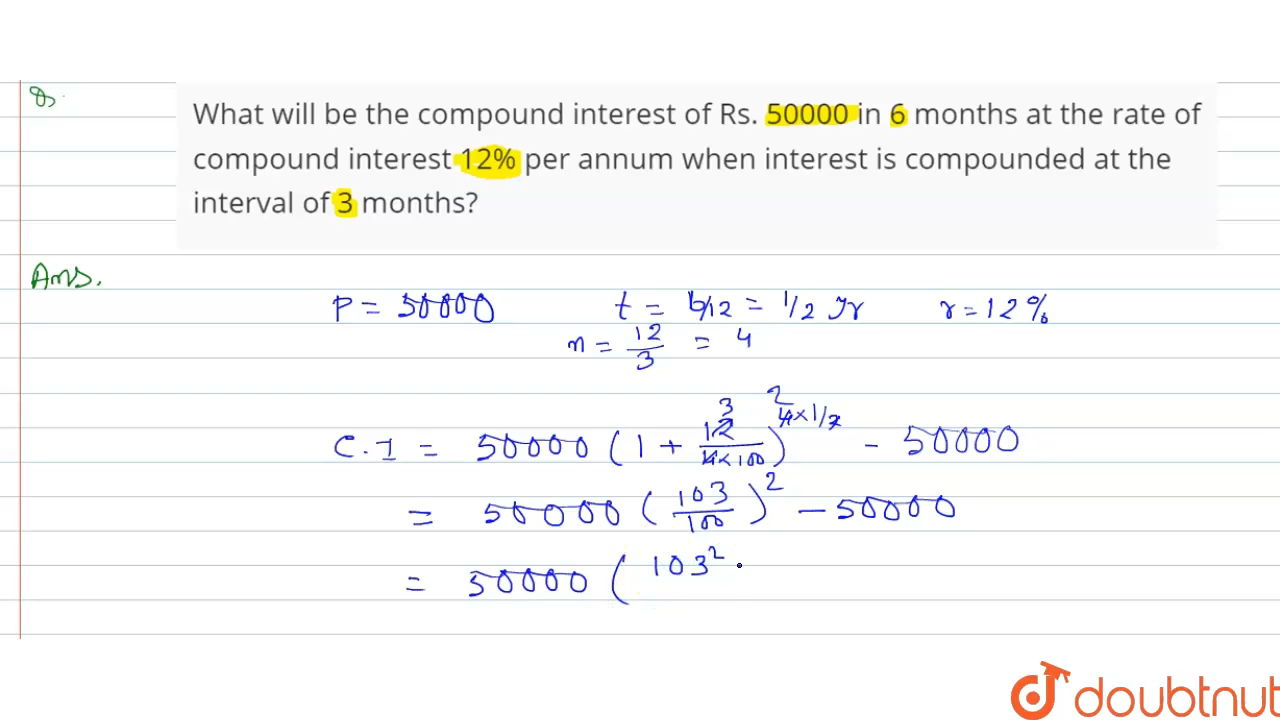 Q.
What will be the compound interest of Rs. 50000 in 6 months at the rate of
compound interest 12% per annum when interest is compounded at the
interval of 3 months?
Ans.
P = 50000 t = 6/12 = 1/2 yr r = 12%
n = 12/3 = 4
C.I = 50000 (1 + 12/4×100)^4×1/2 - 50000
3 2
= 50000 (103/100)^2 - 50000
= 50000 (103^2
doubtnut